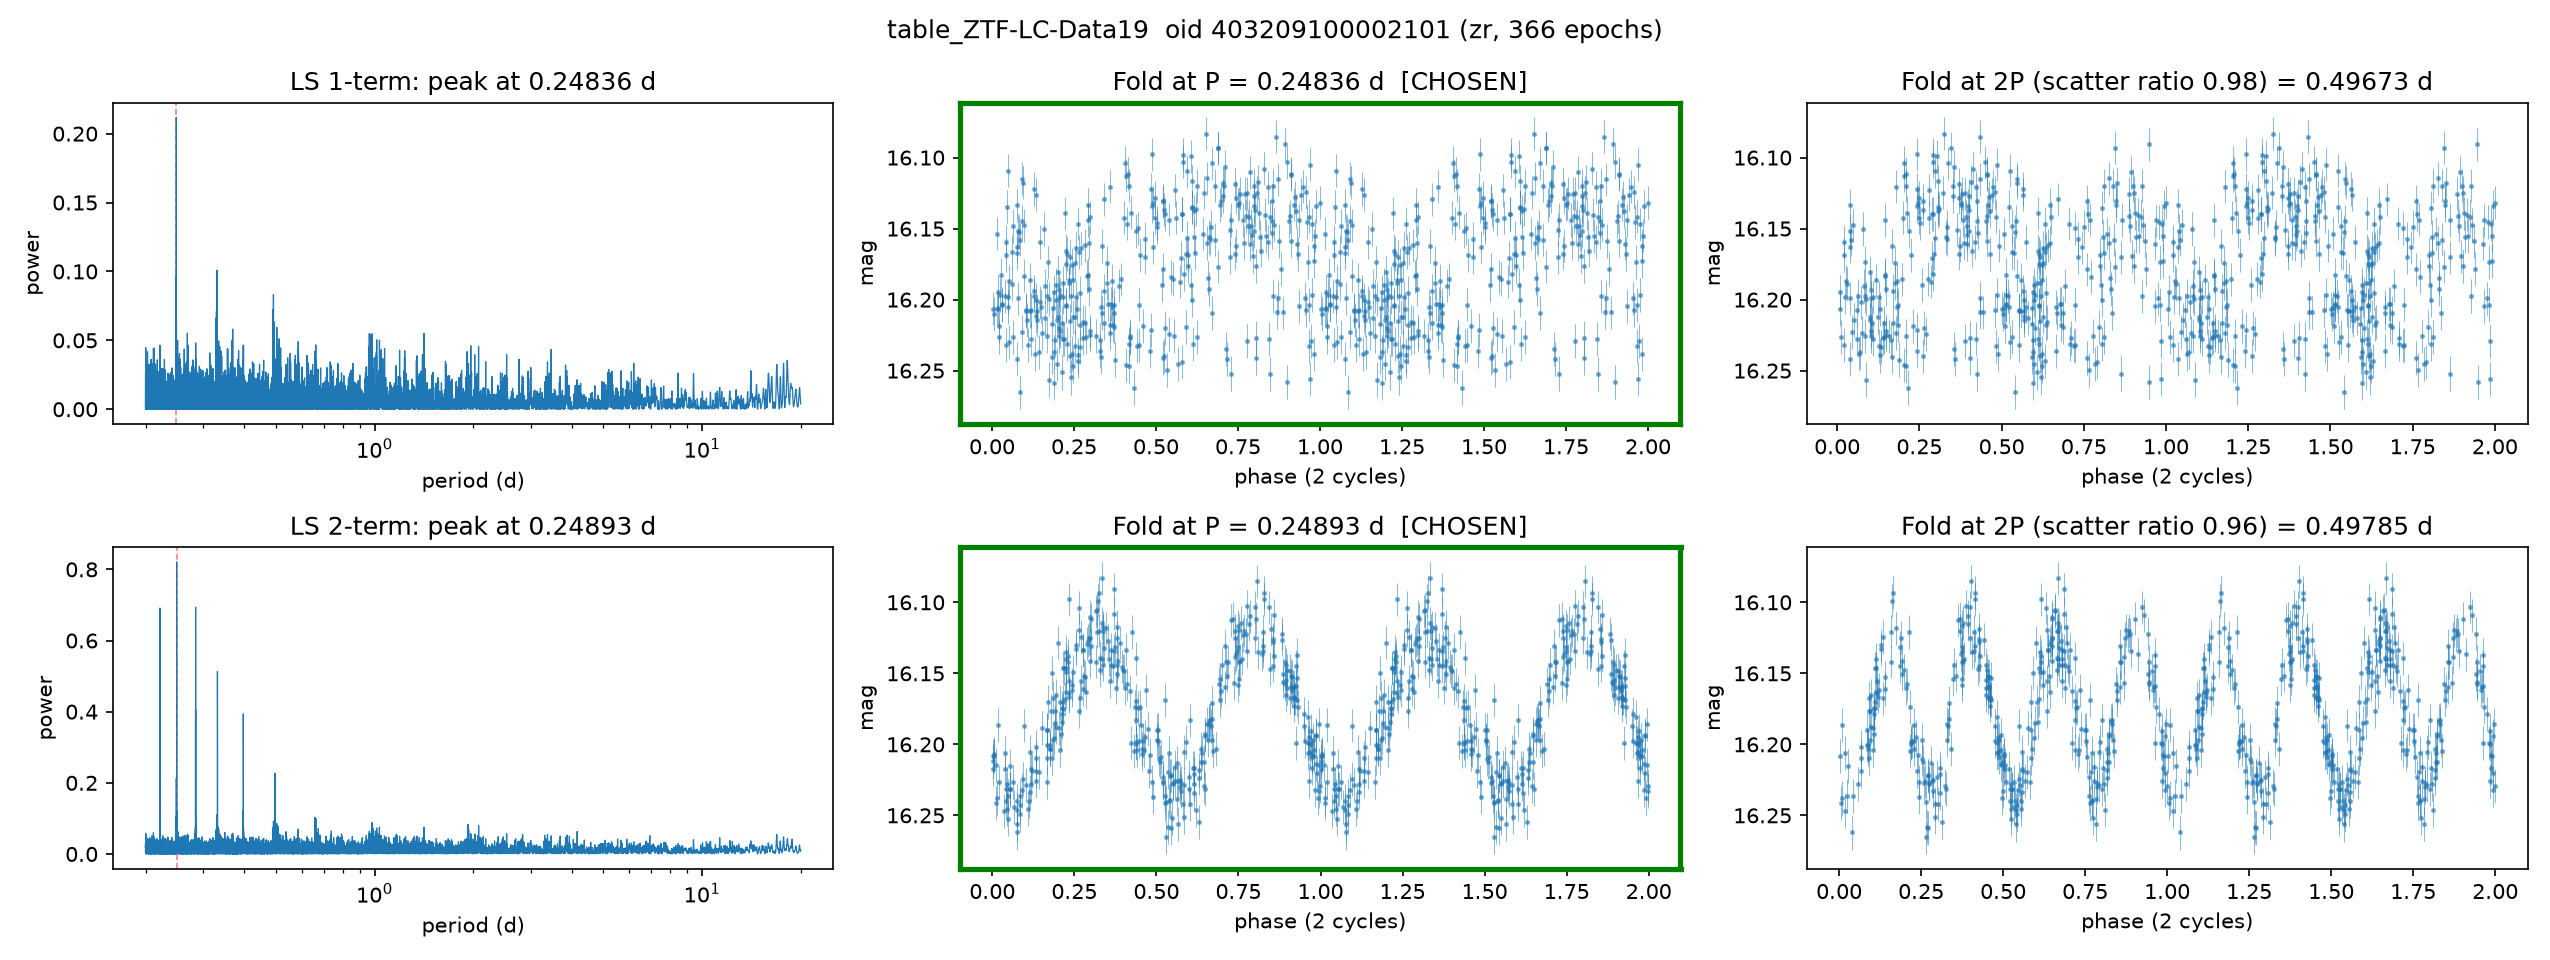 table_ZTF-LC-Data19  oid 403209100002101 (zr, 366 epochs)
LS 1-term: peak at 0.24836 d
power
0.20
0.15
0.10
0.05
0.00
10⁰
10¹
period (d)
Fold at P = 0.24836 d  [CHOSEN]
mag
16.10
16.15
16.20
16.25
0.00 0.25 0.50 0.75 1.00 1.25 1.50 1.75 2.00
phase (2 cycles)
Fold at 2P (scatter ratio 0.98) = 0.49673 d
mag
16.10
16.15
16.20
16.25
0.00 0.25 0.50 0.75 1.00 1.25 1.50 1.75 2.00
phase (2 cycles)
LS 2-term: peak at 0.24893 d
power
0.8
0.6
0.4
0.2
0.0
10⁰
10¹
period (d)
Fold at P = 0.24893 d  [CHOSEN]
mag
16.10
16.15
16.20
16.25
0.00 0.25 0.50 0.75 1.00 1.25 1.50 1.75 2.00
phase (2 cycles)
Fold at 2P (scatter ratio 0.96) = 0.49785 d
mag
16.10
16.15
16.20
16.25
0.00 0.25 0.50 0.75 1.00 1.25 1.50 1.75 2.00
phase (2 cycles)